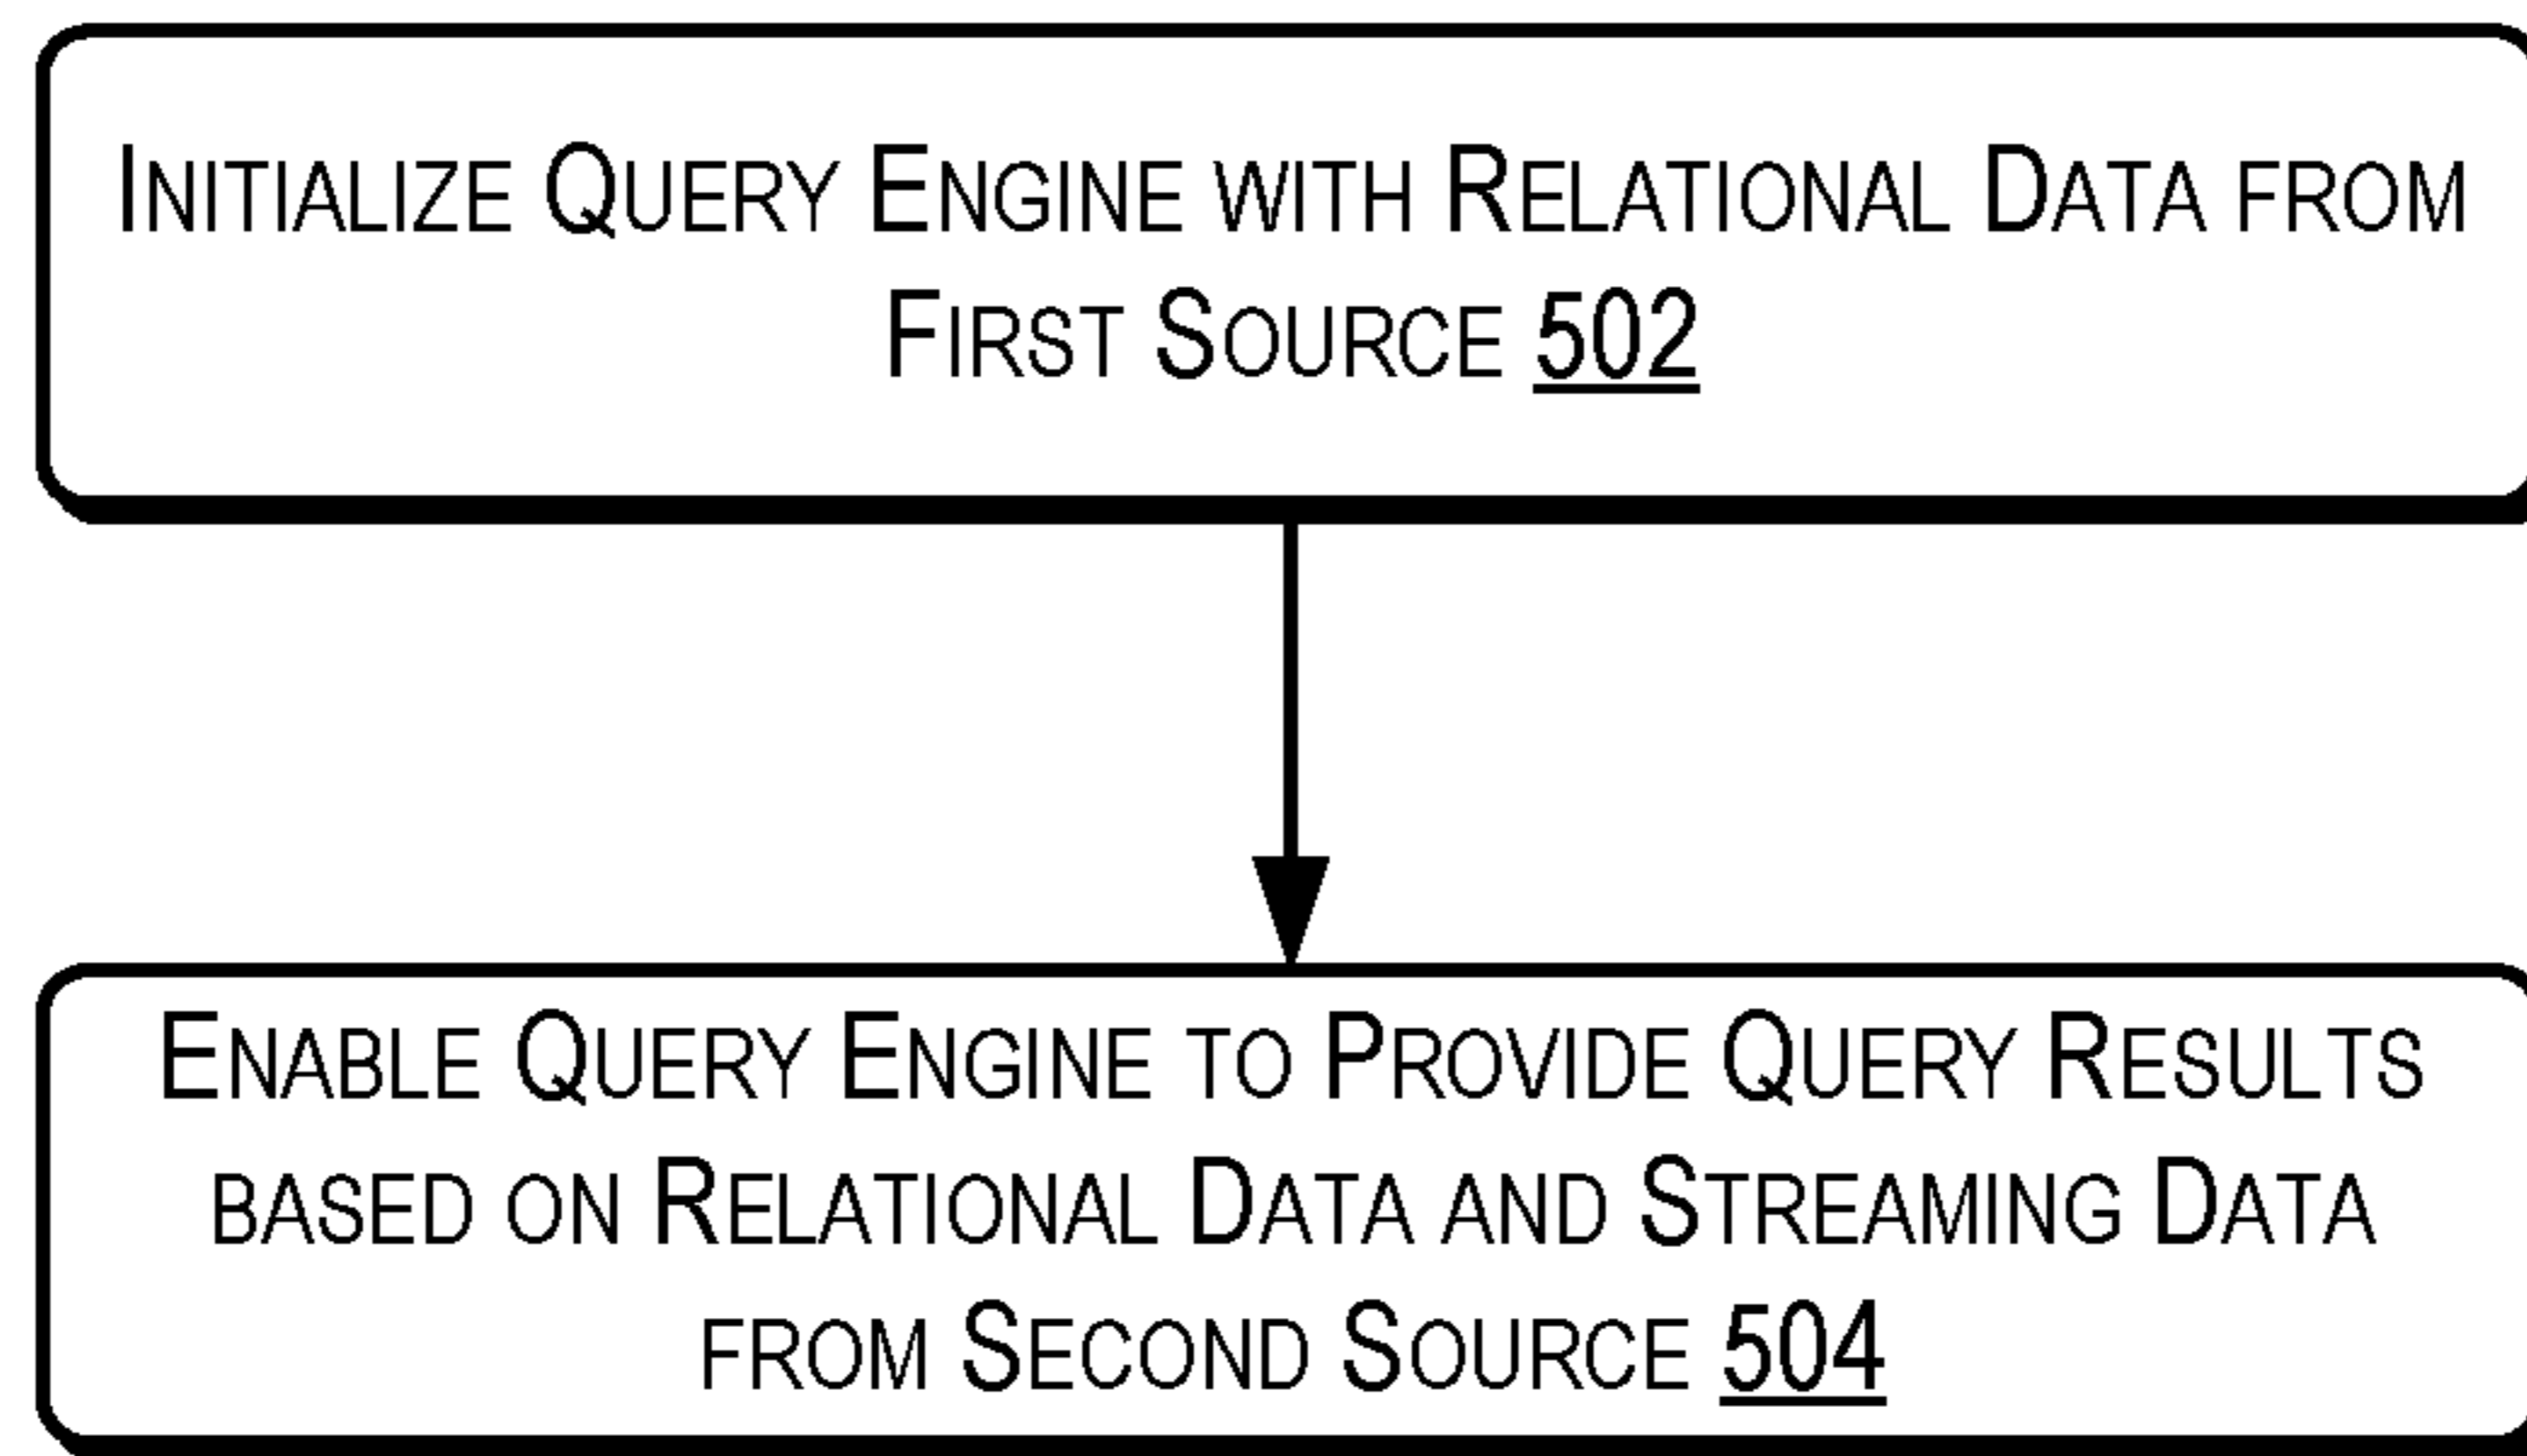 Initialize Query Engine with Relational Data from
First Source 502
Enable Query Engine to Provide Query Results
based on Relational Data and Streaming Data
from Second Source 504